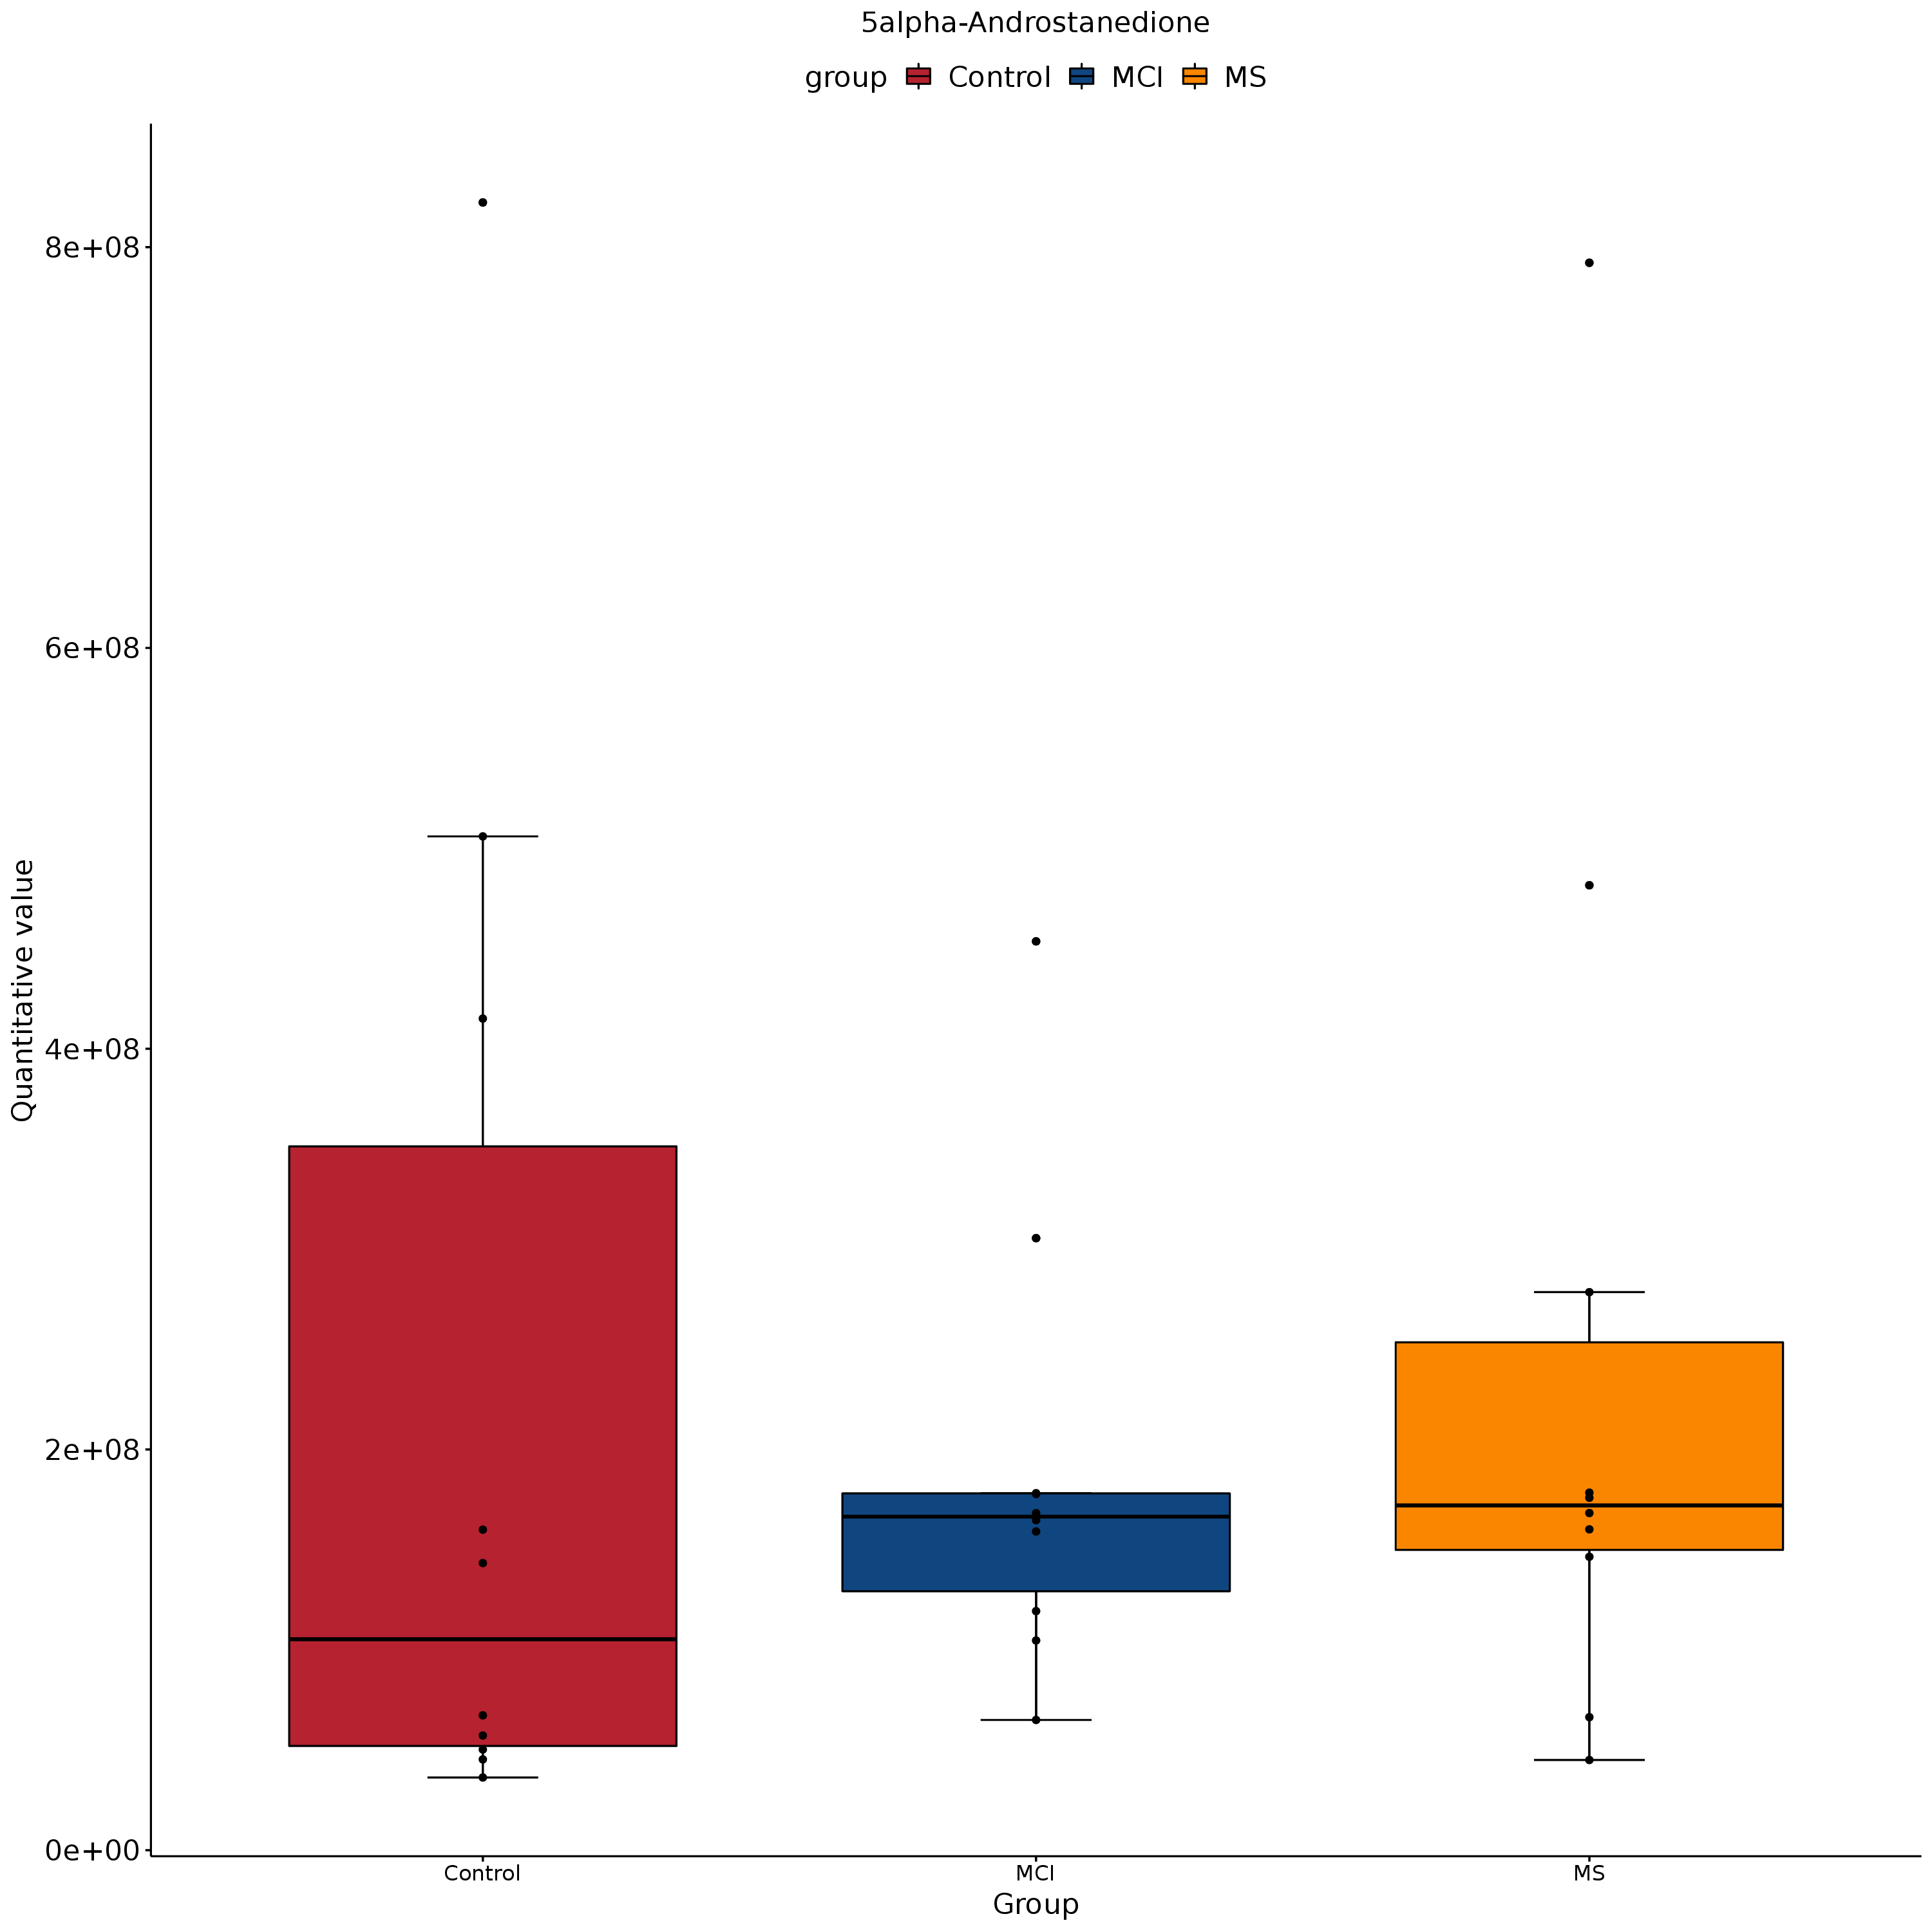 5alpha-Androstanedione
group Control MCI MS
8e+08
6e+08
4e+08
2e+08
0e+00
Quantitative value
Control MCI MS
Group